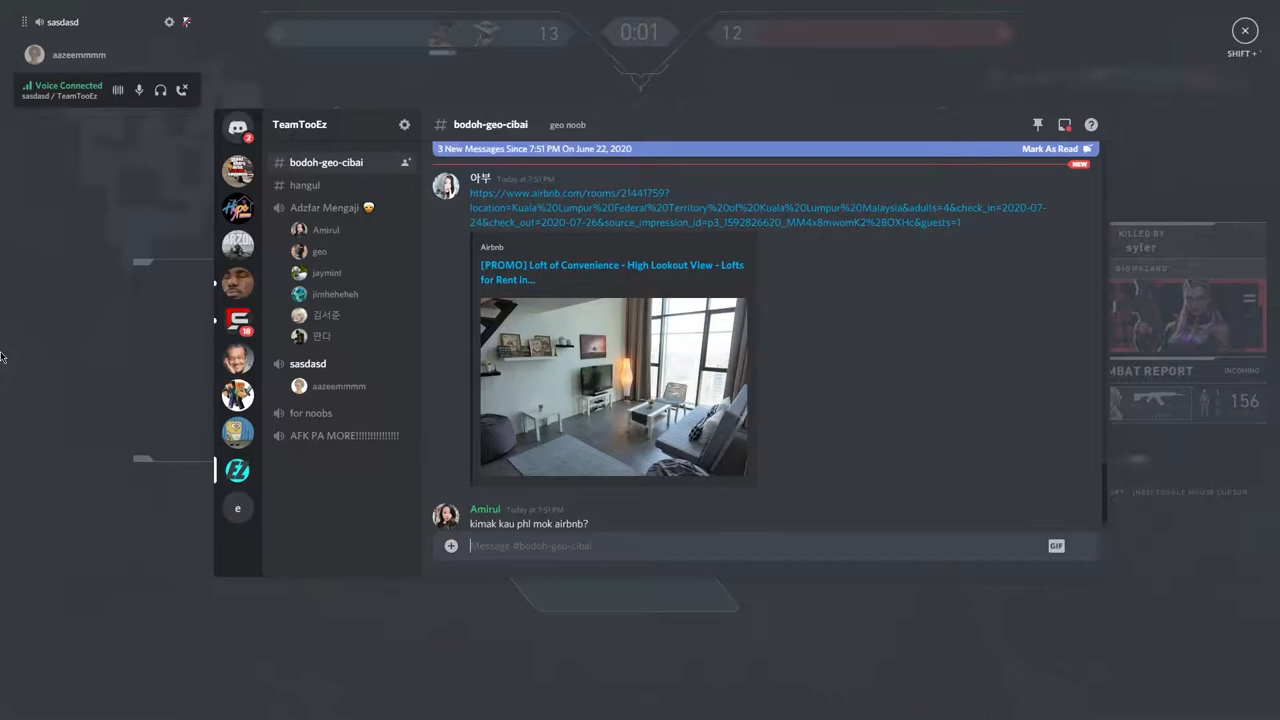 sasdasd
aazeemmmm
Voice Connected
sasdasd / TeamTooEz
13
0:01
12
SHIFT + `
2
18
EZ
e
TeamTooEz
# bodoh-geo-cibai
# hangul
Adzfar Mengaji
Amirul
geo
jaymint
jimheheheh
김서준
판다
sasdasd
aazeemmmm
for noobs
AFK PA MORE!!!!!!!!!!!!!!
# bodoh-geo-cibai geo noob
3 New Messages Since 7:51 PM On June 22, 2020 Mark As Read
NEW
아부 Today at 7:51 PM
https://www.airbnb.com/rooms/21441759?
location=Kuala%20Lumpur%20Federal%20Territory%20of%20Kuala%20Lumpur%20Malaysia&adults=4&check_in=2020-07-
24&check_out=2020-07-26&source_impression_id=p3_1592826620_MM4x8mwomK2%2BOXHc&guests=1
Airbnb
[PROMO] Loft of Convenience - High Lookout View - Lofts
for Rent in...
Amirul Today at 7:51 PM
kimak kau phl mok airbnb?
Message #bodoh-geo-cibai
GIF
KILLED BY
syler
BIOHAZARD
MBAT REPORT INCOMING
156
TOGGLE MOUSE CURSOR